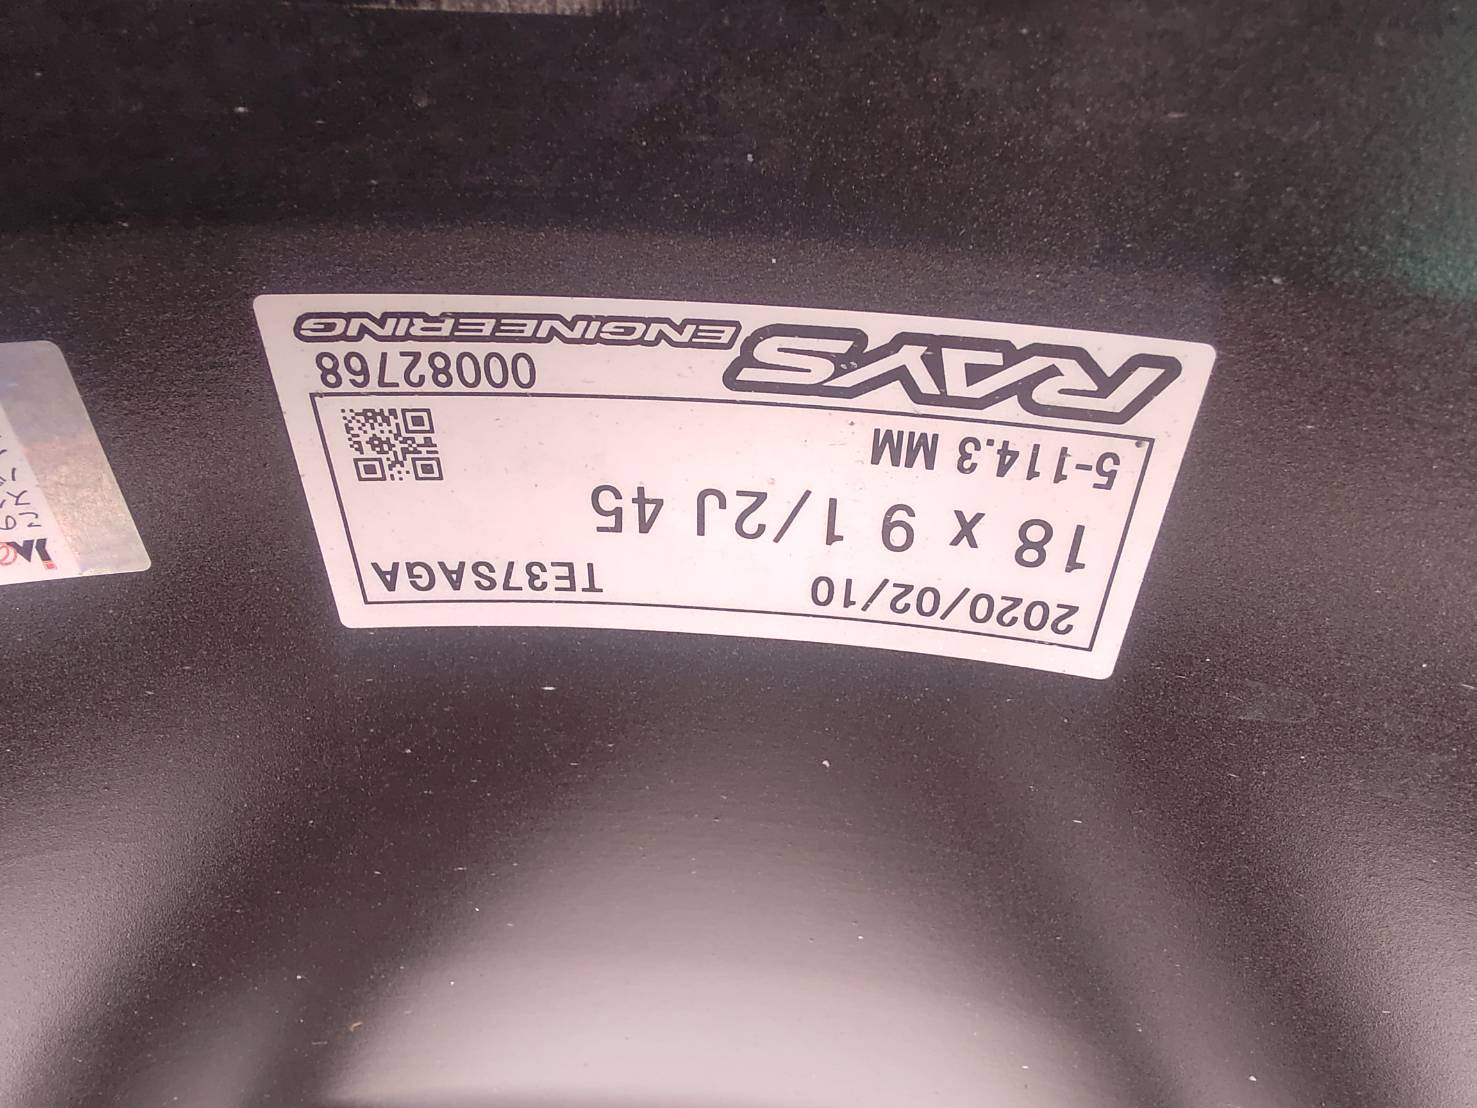 2020/02/10 TE37SAGA
18 x 9 1/2J 45
5-114.3 MM
RAYS ENGINEERING
00082768